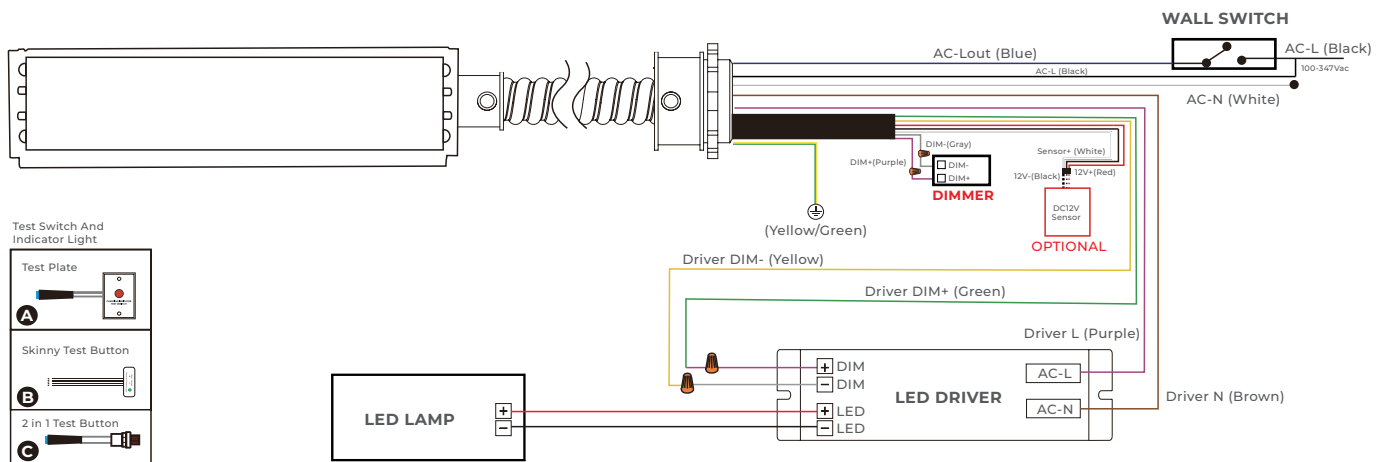 WALL SWITCH
AC-Lout (Blue)
AC-L (Black)
AC-L (Black)
100-347Vac
AC-N (White)
DIM-(Gray)
DIM+(Purple)
DIM-
DIM+
DIMMER
Sensor+ (White)
12V-(Black)
12V+(Red)
DC12V
Sensor
OPTIONAL
(Yellow/Green)
Driver DIM- (Yellow)
Driver DIM+ (Green)
Driver L (Purple)
Driver N (Brown)
Test Switch And
Indicator Light
Test Plate
A
Skinny Test Button
B
2 in 1 Test Button
C
LED LAMP
+
−
+ DIM
− DIM
+ LED
− LED
LED DRIVER
AC-L
AC-N